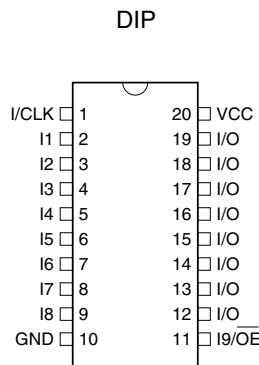 DIP
I/CLK 1 20 VCC
I1 2 19 I/O
I2 3 18 I/O
I3 4 17 I/O
I4 5 16 I/O
I5 6 15 I/O
I6 7 14 I/O
I7 8 13 I/O
I8 9 12 I/O
GND 10 11 I9/O̅E̅